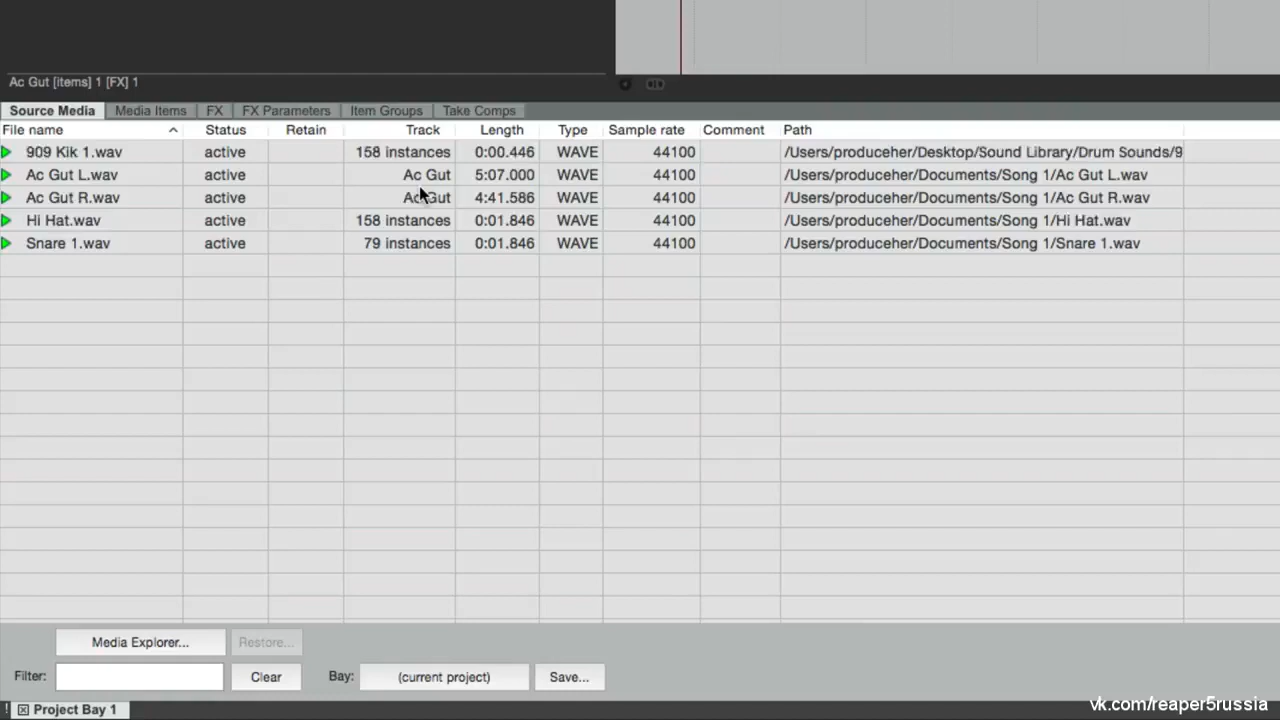 Ac Gut [items] 1 [FX] 1
Source Media Media Items FX FX Parameters Item Groups Take Comps
File name Status Retain Track Length Type Sample rate Comment Path
909 Kik 1.wav active 158 instances 0:00.446 WAVE 44100 /Users/produceher/Desktop/Sound Library/Drum Sounds/9
Ac Gut L.wav active Ac Gut 5:07.000 WAVE 44100 /Users/produceher/Documents/Song 1/Ac Gut L.wav
Ac Gut R.wav active Ac Gut 4:41.586 WAVE 44100 /Users/produceher/Documents/Song 1/Ac Gut R.wav
Hi Hat.wav active 158 instances 0:01.846 WAVE 44100 /Users/produceher/Documents/Song 1/Hi Hat.wav
Snare 1.wav active 79 instances 0:01.846 WAVE 44100 /Users/produceher/Documents/Song 1/Snare 1.wav
Media Explorer... Restore...
Filter: Clear Bay: (current project) Save...
! Project Bay 1
vk.com/reaper5russia